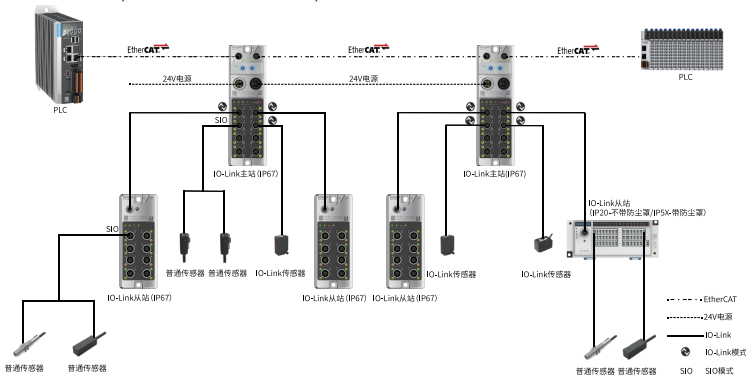 EtherCAT
EtherCAT
EtherCAT
PLC
24V电源
24V电源
PLC
SIO
IO-Link主站(IP67)
IO-Link主站(IP67)
IO-Link从站
(IP20-不带防尘罩/IP5X-带防尘罩)
SIO
普通传感器
普通传感器
IO-Link传感器
IO-Link传感器
IO-Link传感器
IO-Link从站(IP67)
IO-Link从站(IP67)
IO-Link从站(IP67)
EtherCAT
24V电源
IO-Link
IO-Link模式
SIO SIO模式
普通传感器
普通传感器
普通传感器
普通传感器